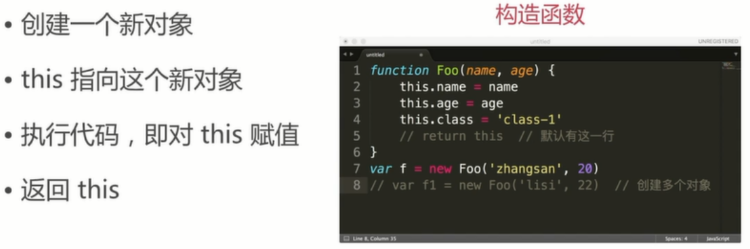 • 创建一个新对象
• this 指向这个新对象
• 执行代码，即对 this 赋值
• 返回 this
构造函数
untitled
UNREGISTERED
untitled
1 function Foo(name, age) {
2     this.name = name
3     this.age = age
4     this.class = 'class-1'
5     // return this  // 默认有这一行
6 }
7 var f = new Foo('zhangsan', 20)
8 // var f1 = new Foo('lisi', 22)  // 创建多个对象
Line 8, Column 35
Spaces: 4
JavaScript